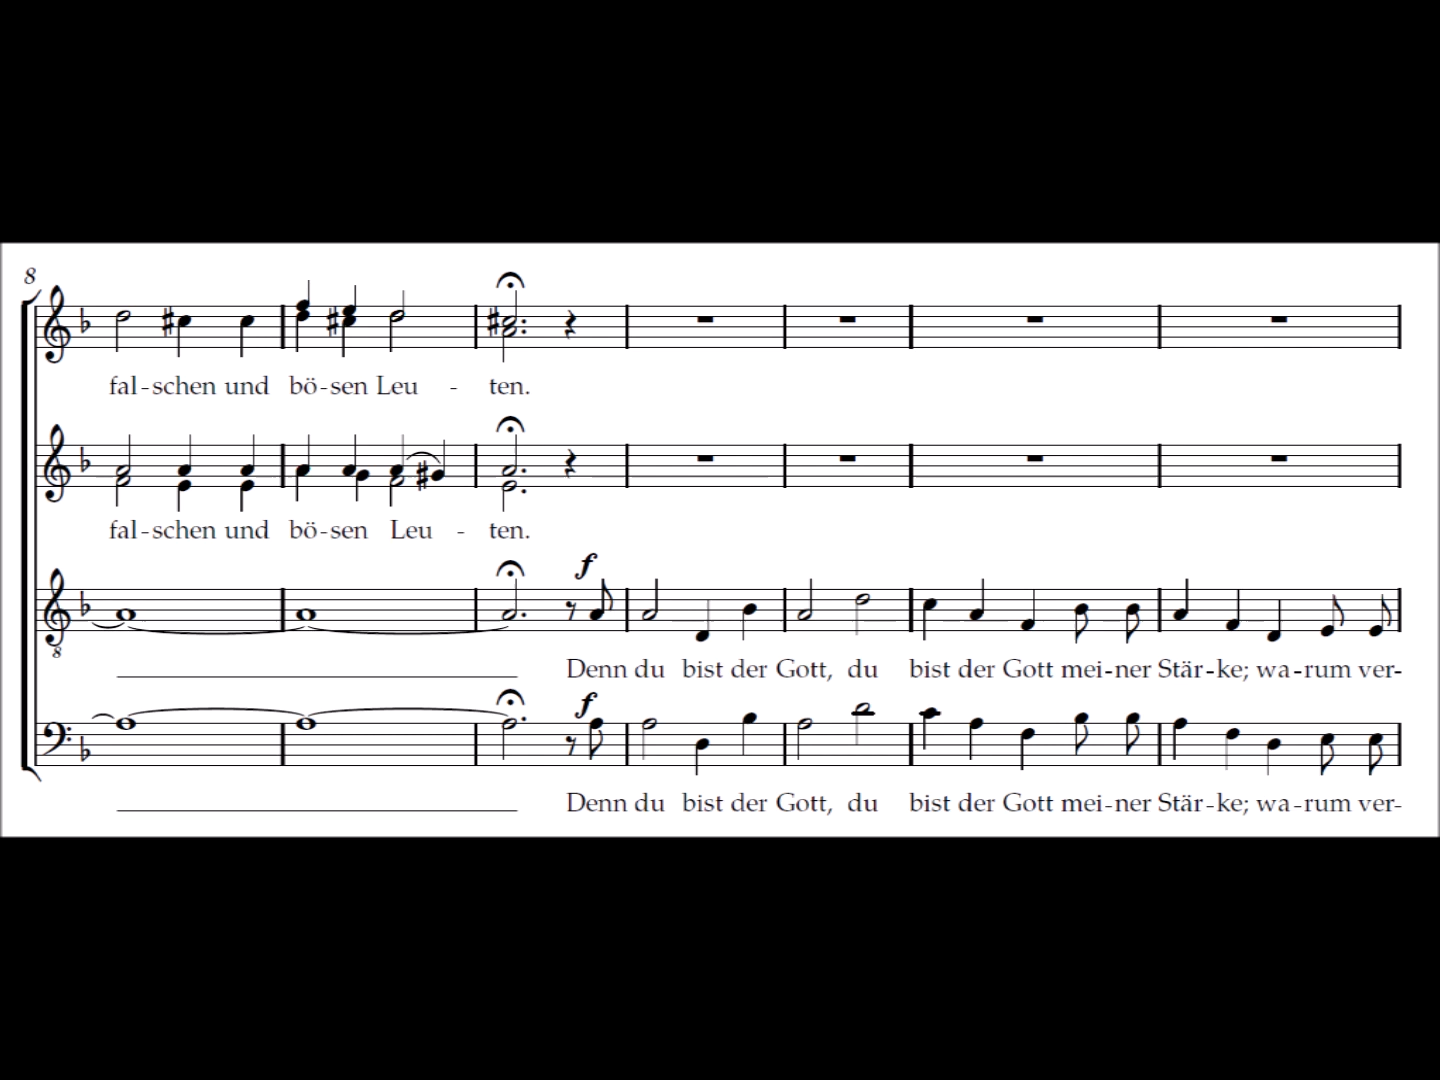 8
fal-schen und bö-sen Leu - ten.
fal-schen und bö-sen Leu - ten.
f
8
Denn du bist der Gott, du bist der Gott mei-ner Stär-ke; wa-rum ver-
f
Denn du bist der Gott, du bist der Gott mei-ner Stär-ke; wa-rum ver-